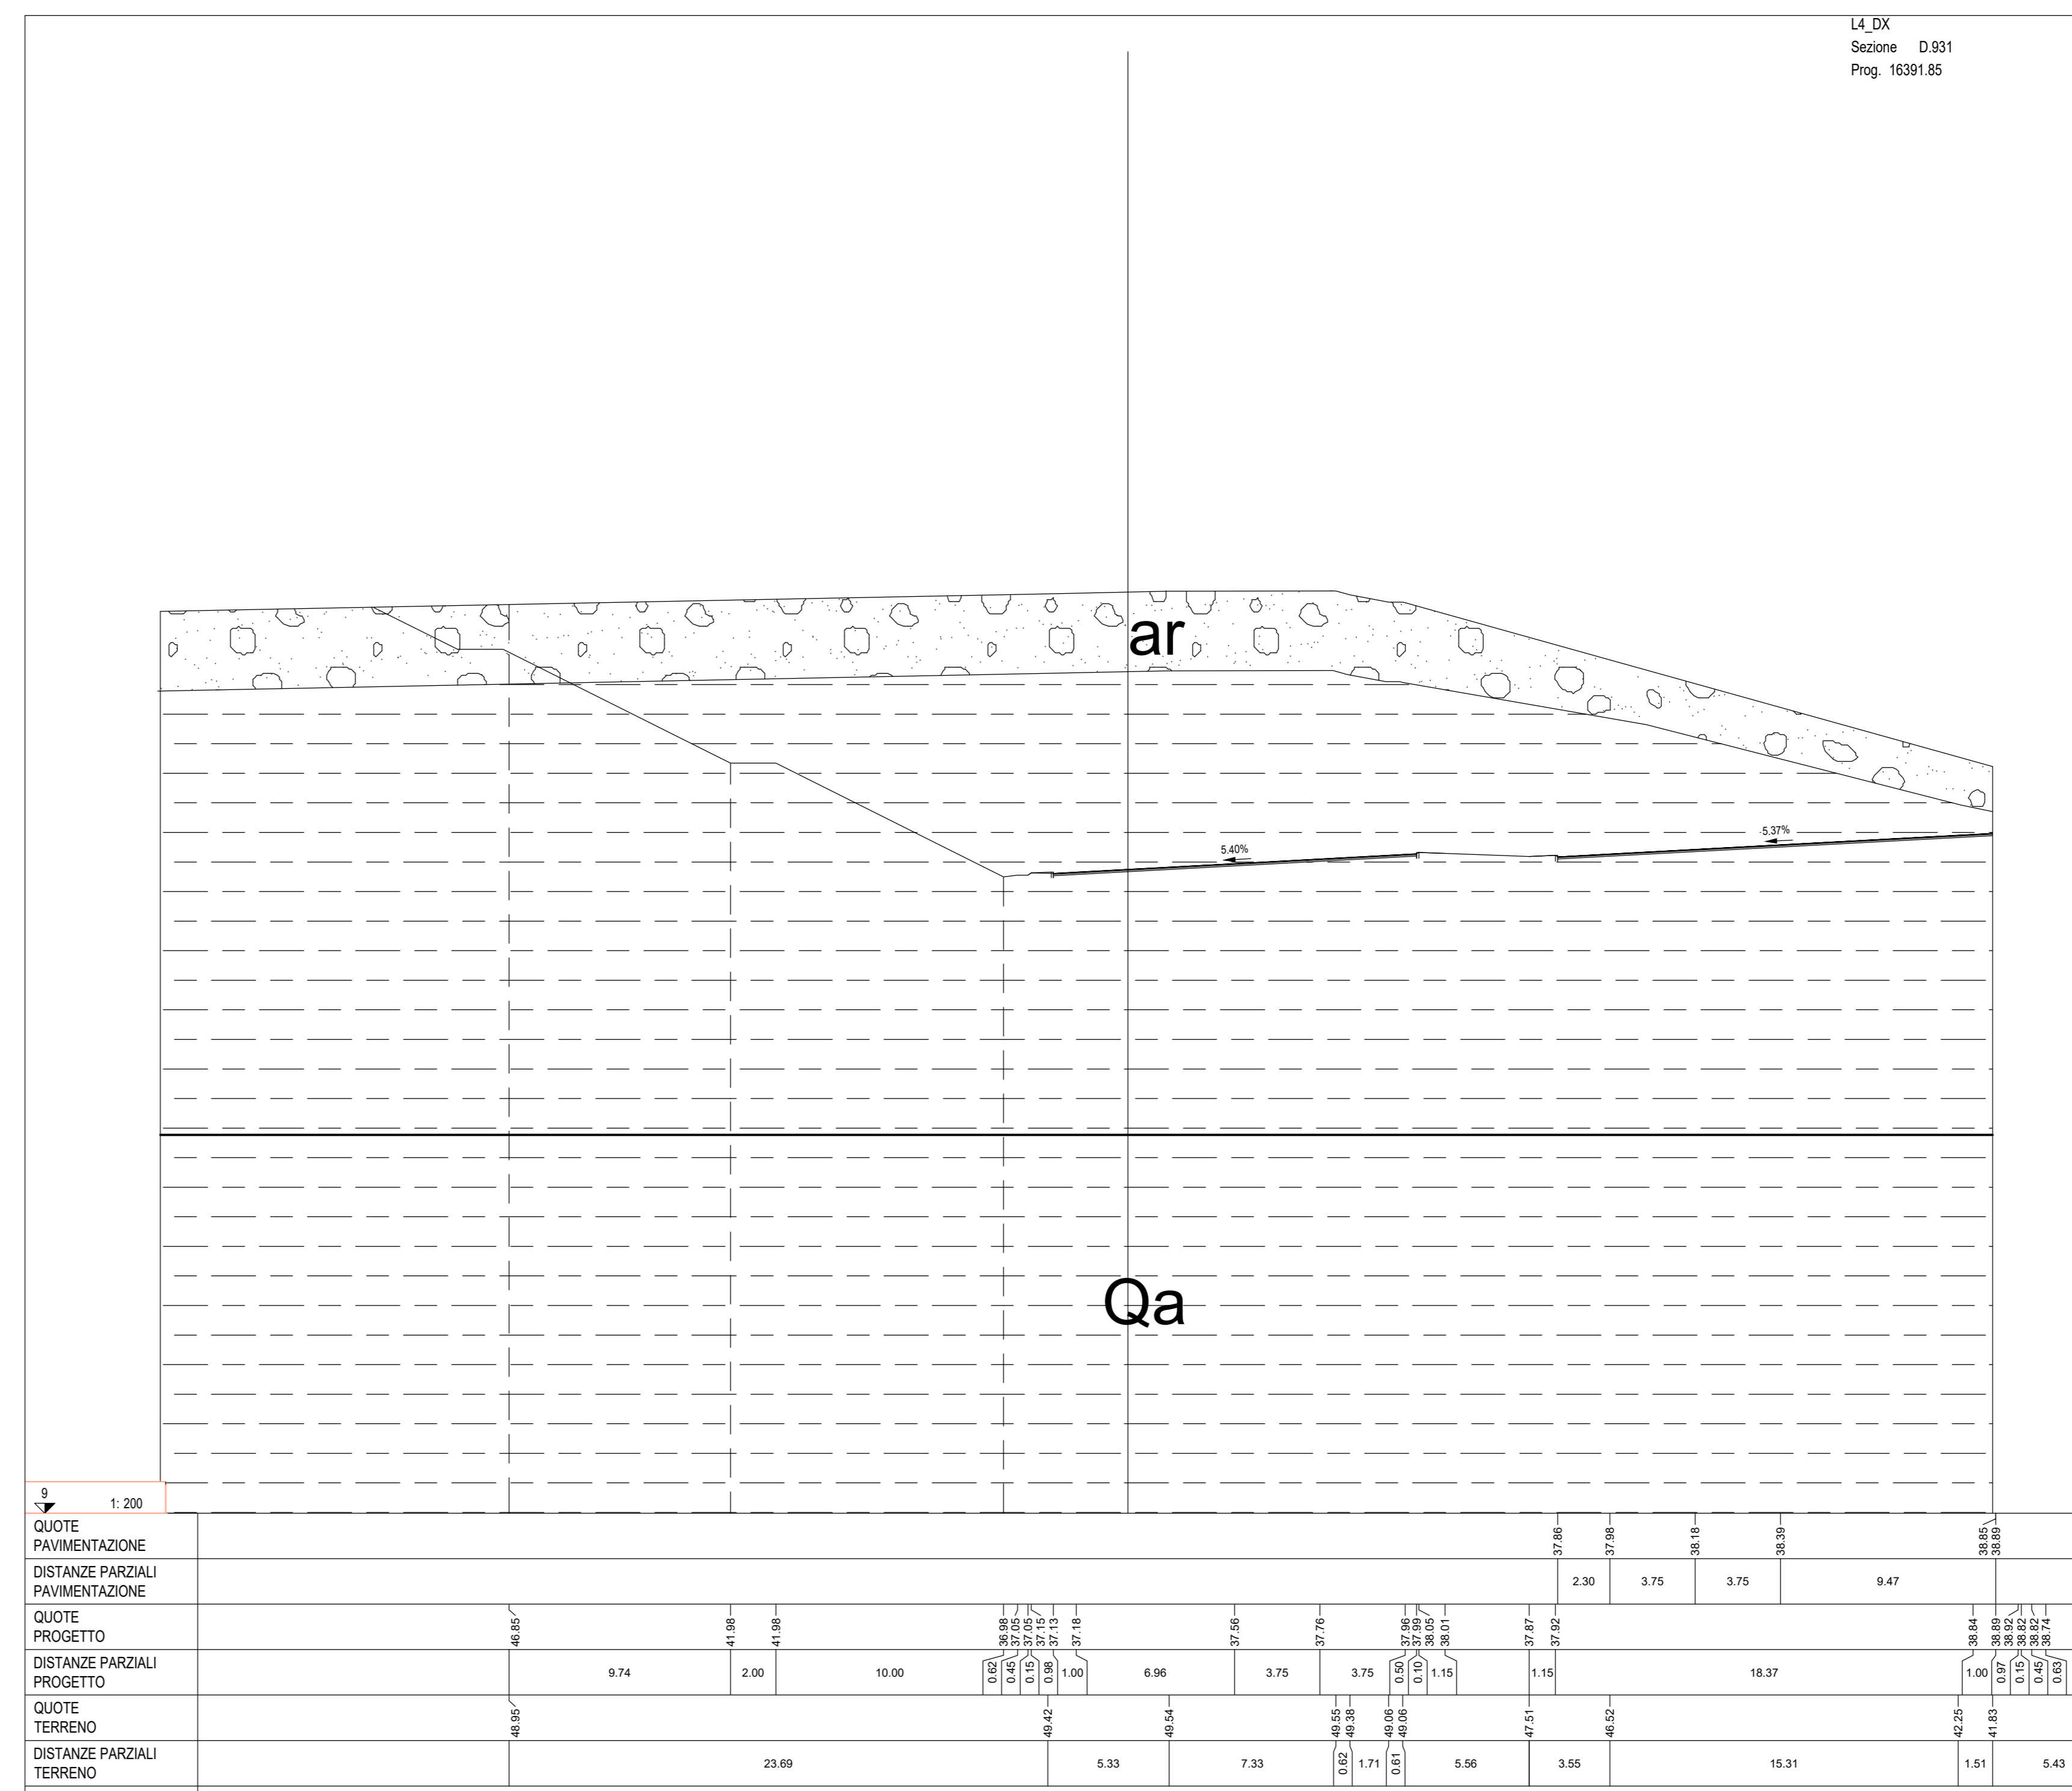 L4_DX
Sezione D.931
Prog. 16391.85
ar
5.37%
5.40%
Qa
9
1: 200
QUOTE
PAVIMENTAZIONE
37.86 37.98 38.18 38.39 38.85 38.89
DISTANZE PARZIALI
PAVIMENTAZIONE
2.30 3.75 3.75 9.47
QUOTE
PROGETTO
46.85 41.98 41.98 36.98 37.05 37.05 37.15 37.13 37.18 37.56 37.76 37.96 37.99 38.05 38.01 37.87 37.92 38.84 38.89 38.92 38.82 38.82 38.74
DISTANZE PARZIALI
PROGETTO
9.74 2.00 10.00 0.62 0.45 0.15 0.98 1.00 6.96 3.75 3.75 0.50 0.10 1.15 1.15 18.37 1.00 0.97 0.15 0.45 0.63
QUOTE
TERRENO
48.95 49.42 49.54 49.55 49.38 49.06 49.06 47.51 46.52 42.25 41.83
DISTANZE PARZIALI
TERRENO
23.69 5.33 7.33 0.62 1.71 0.61 5.56 3.55 15.31 1.51 5.43